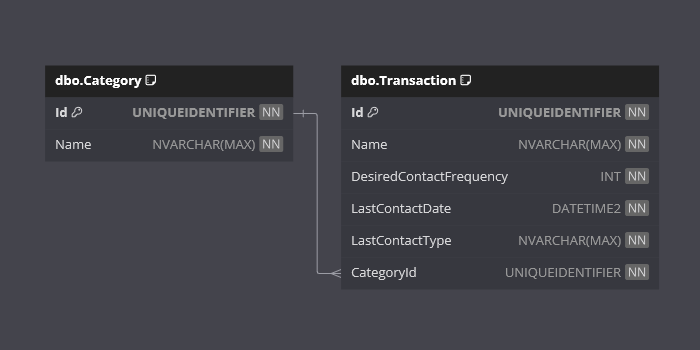 dbo.Category
Id UNIQUEIDENTIFIER NN
Name NVARCHAR(MAX) NN
dbo.Transaction
Id UNIQUEIDENTIFIER NN
Name NVARCHAR(MAX) NN
DesiredContactFrequency INT NN
LastContactDate DATETIME2 NN
LastContactType NVARCHAR(MAX) NN
CategoryId UNIQUEIDENTIFIER NN